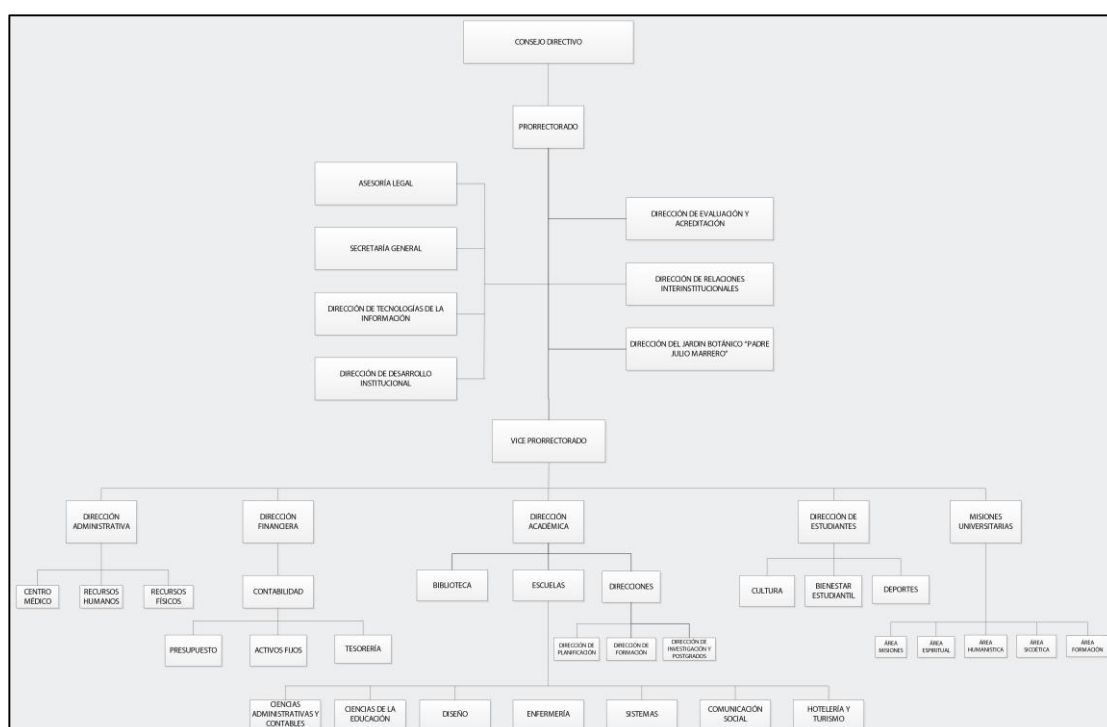 CONSEJO DIRECTIVO
PRORRECTORADO
ASESORÍA LEGAL
DIRECCIÓN DE EVALUACIÓN Y
ACREDITACIÓN
SECRETARÍA GENERAL
DIRECCIÓN DE RELACIONES
INTERINSTITUCIONALES
DIRECCIÓN DE TECNOLOGÍAS DE LA
INFORMACIÓN
DIRECCIÓN DEL JARDIN BOTÁNICO "PADRE
JULIO MARRERO"
DIRECCIÓN DE DESARROLLO
INSTITUCIONAL
VICE PRORRECTORADO
DIRECCIÓN
ADMINISTRATIVA
DIRECCIÓN
FINANCIERA
DIRECCIÓN
ACADÉMICA
DIRECCIÓN DE
ESTUDIANTES
MISIONES
UNIVERSITARIAS
CENTRO
MÉDICO
RECURSOS
HUMANOS
RECURSOS
FÍSICOS
CONTABILIDAD
BIBLIOTECA
ESCUELAS
DIRECCIONES
CULTURA
BIENESTAR
ESTUDIANTIL
DEPORTES
PRESUPUESTO
ACTIVOS FIJOS
TESORERÍA
DIRECCIÓN DE
PLANIFICACIÓN
DIRECCIÓN DE
FORMACIÓN
DIRECCIÓN DE
INVESTIGACIÓN Y
POSTGRADOS
ÁREA
MISIONES
ÁREA
ESPIRITUAL
ÁREA
HUMANISTICA
ÁREA
SICOÉTICA
ÁREA
FORMACIÓN
CIENCIAS
ADMINISTRATIVAS Y
CONTABLES
CIENCIAS DE LA
EDUCACIÓN
DISEÑO
ENFERMERÍA
SISTEMAS
COMUNICACIÓN
SOCIAL
HOTELERÍA Y
TURISMO